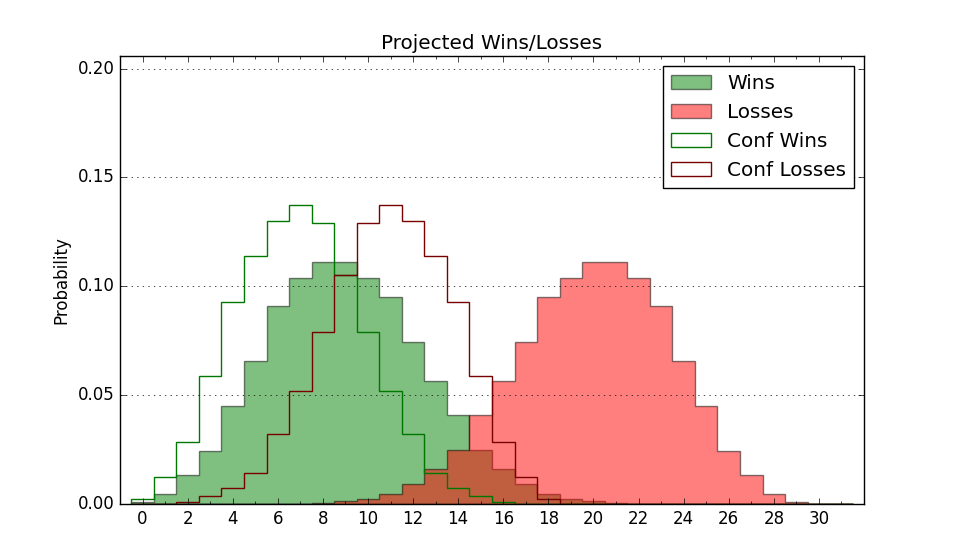 Projected Wins/Losses
0.20
0.15
0.10
0.05
0.00
Probability
Wins
Losses
Conf Wins
Conf Losses
0 2 4 6 8 10 12 14 16 18 20 22 24 26 28 30